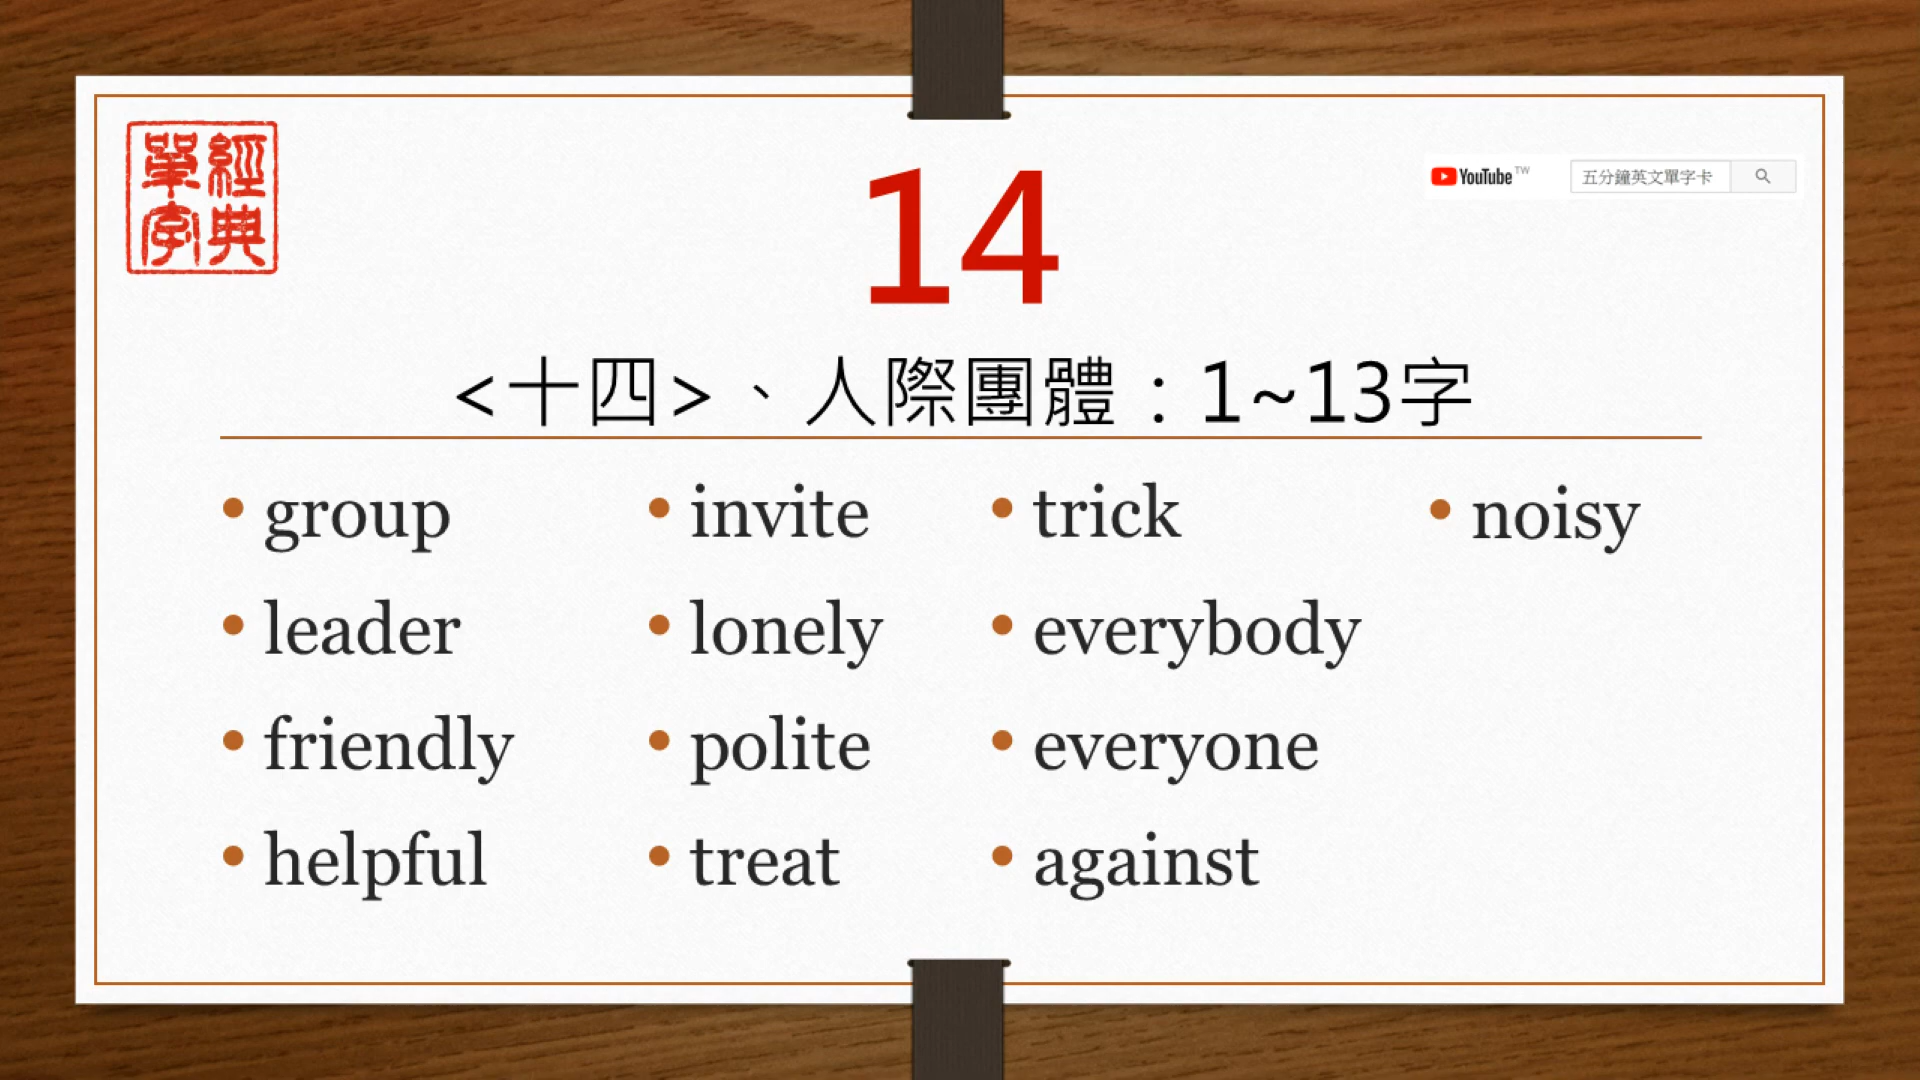 經典
單字
YouTube TW
五分鐘英文單字卡
14
<十四>、人際團體：1~13字
• group
• leader
• friendly
• helpful
• invite
• lonely
• polite
• treat
• trick
• everybody
• everyone
• against
• noisy